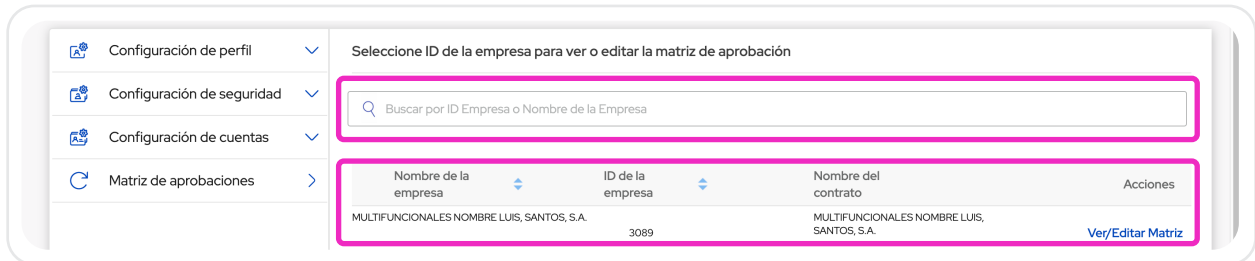 Configuración de perfil
Configuración de seguridad
Configuración de cuentas
Matriz de aprobaciones
Seleccione ID de la empresa para ver o editar la matriz de aprobación
Buscar por ID Empresa o Nombre de la Empresa
Nombre de la
empresa
ID de la
empresa
Nombre del
contrato
Acciones
MULTIFUNCIONALES NOMBRE LUIS, SANTOS, S.A.
3089
MULTIFUNCIONALES NOMBRE LUIS,
SANTOS, S.A.
Ver/Editar Matriz